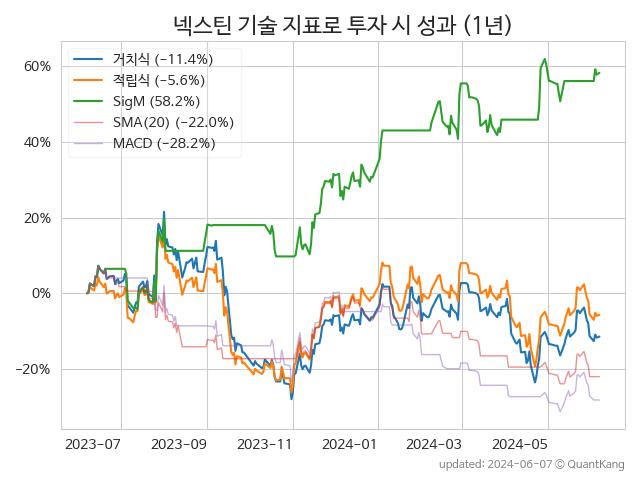 넥스틴 기술 지표로 투자 시 성과 (1년)
거치식 (−11.4%)
적립식 (−5.6%)
SigM (58.2%)
SMA(20) (−22.0%)
MACD (−28.2%)
60%
40%
20%
0%
−20%
2023-07 2023-09 2023-11 2024-01 2024-03 2024-05
updated: 2024-06-07 © QuantKang